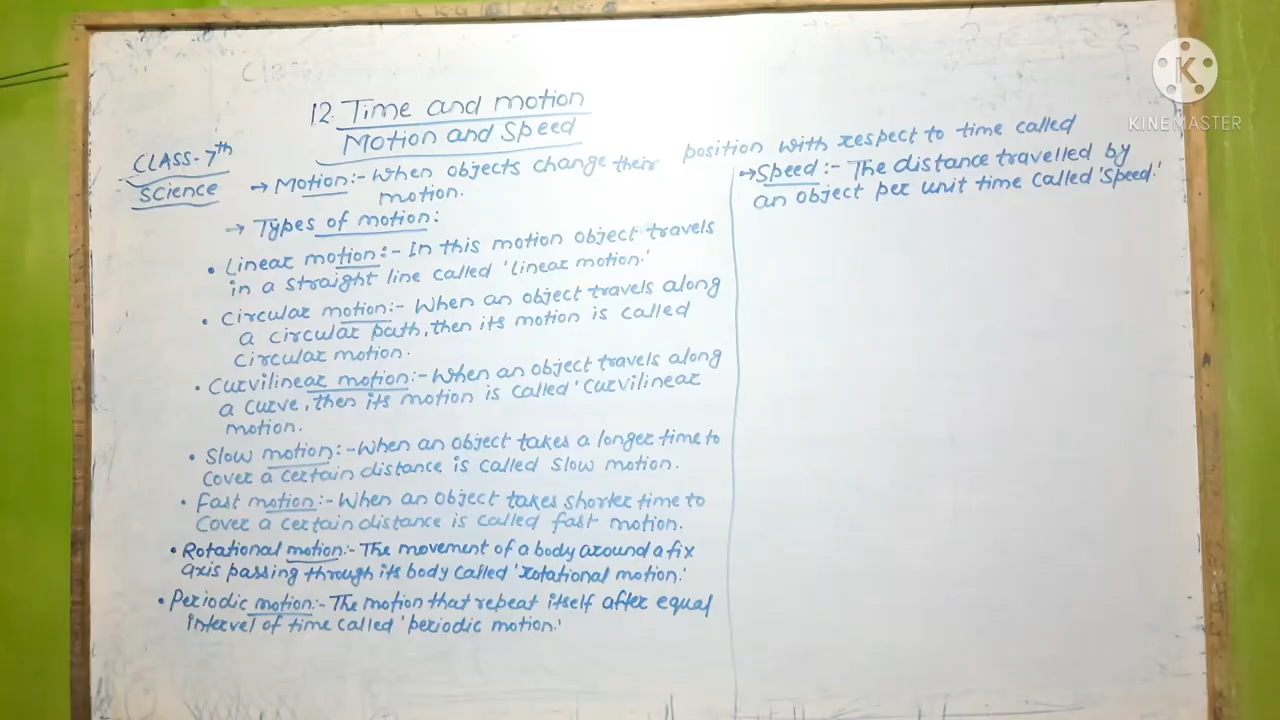 12. Time and motion
Motion and Speed
CLASS-7th
Science
→ Motion:- When objects change their position with respect to time called
motion.
→ Types of motion:
• Linear motion:- In this motion object travels
in a straight line called 'linear motion.'
• Circular motion:- When an object travels along
a circular path, then its motion is called
circular motion.
• Curvilinear motion:- When an object travels along
a curve, then its motion is called 'curvilinear
motion.
• Slow motion:- When an object takes a longer time to
cover a certain distance is called slow motion.
• Fast motion:- When an object takes shorter time to
cover a certain distance is called fast motion.
• Rotational motion:- The movement of a body around a fix
axis passing through its body called 'rotational motion.'
• Periodic motion:- The motion that repeat itself after equal
intervel of time called 'periodic motion.'
→ Speed:- The distance travelled by
an object per unit time called 'Speed.'
K
KINEMASTER